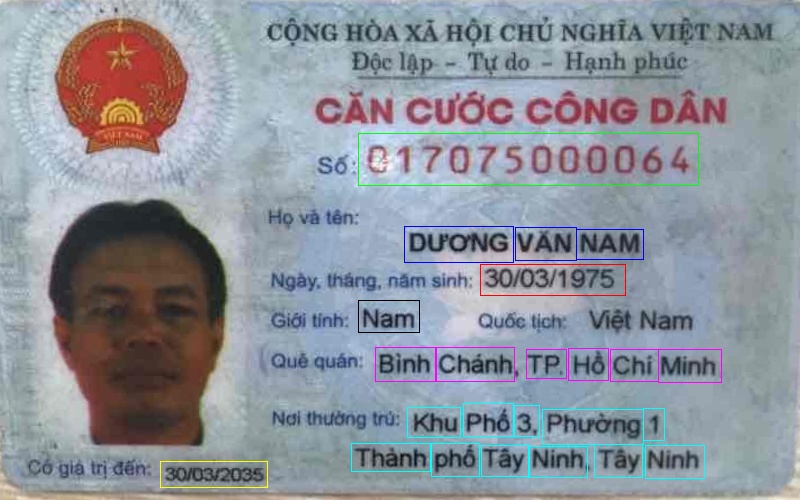 CỘNG HÒA XÃ HỘI CHỦ NGHĨA VIỆT NAM
Độc lập - Tự do - Hạnh phúc
CĂN CƯỚC CÔNG DÂN
VIỆT NAM
Số: 017075000064
Họ và tên:
DƯƠNG VĂN NAM
Ngày, tháng, năm sinh: 30/03/1975
Giới tính: Nam Quốc tịch: Việt Nam
Quê quán: Bình Chánh, TP. Hồ Chí Minh
Nơi thường trú: Khu Phố 3, Phường 1
Thành phố Tây Ninh, Tây Ninh
Có giá trị đến: 30/03/2035